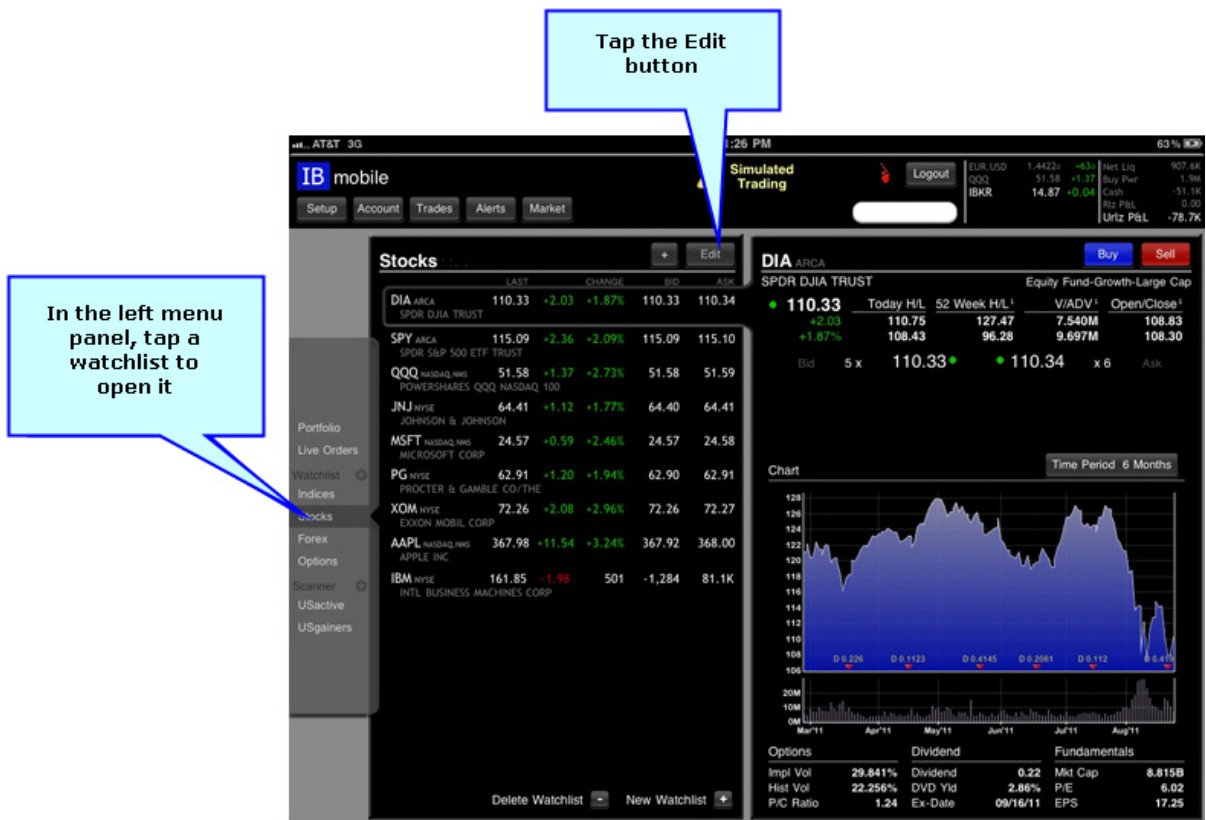 Tap the Edit
button
In the left menu
panel, tap a
watchlist to
open it
AT&T 3G
1:26 PM
63%
IB mobile
Simulated
Trading
Logout
Setup Account Trades Alerts Market
EUR.USD 1.4422
QQQ 51.58 +1.37
IBKR 14.87 +0.04
Net Liq 907.6K
Buy Pwr 1.9M
Cash -51.1K
Rlz P&L 0.00
Urlz P&L -78.7K
Portfolio
Live Orders
Watchlist
Indices
Stocks
Forex
Options
Scanner
USactive
USgainers
Stocks
+ Edit
LAST CHANGE BID ASK
DIA ARCA 110.33 +2.03 +1.87% 110.33 110.34
SPDR DJIA TRUST
SPY ARCA 115.09 +2.36 +2.09% 115.09 115.10
SPDR S&P 500 ETF TRUST
QQQ NASDAQ.NMS 51.58 +1.37 +2.73% 51.58 51.59
POWERSHARES QQQ NASDAQ 100
JNJ NYSE 64.41 +1.12 +1.77% 64.40 64.41
JOHNSON & JOHNSON
MSFT NASDAQ.NMS 24.57 +0.59 +2.46% 24.57 24.58
MICROSOFT CORP
PG NYSE 62.91 +1.20 +1.94% 62.90 62.91
PROCTER & GAMBLE CO/THE
XOM NYSE 72.26 +2.08 +2.96% 72.26 72.27
EXXON MOBIL CORP
AAPL NASDAQ.NMS 367.98 +11.54 +3.24% 367.92 368.00
APPLE INC
IBM NYSE 161.85 -1.98 501 -1,284 81.1K
INTL BUSINESS MACHINES CORP
Delete Watchlist - New Watchlist +
DIA ARCA
Buy Sell
SPDR DJIA TRUST Equity Fund-Growth-Large Cap
110.33 Today H/L 52 Week H/L¹ V/ADV¹ Open/Close¹
+2.03 110.75 127.47 7.540M 108.83
+1.87% 108.43 96.28 9.697M 108.30
Bid 5 x 110.33 110.34 x 6 Ask
Chart
Time Period 6 Months
128
126
124
122
120
118
116
114
112
110
108
106
D 0.226 D 0.1123 D 0.4145 D 0.2081 D 0.112
20M
10M
0M
Mar'11 Apr'11 May'11 Jun'11 Jul'11 Aug'11
Options Dividend Fundamentals
Impl Vol 29.841% Dividend 0.22 Mkt Cap 8.815B
Hist Vol 22.256% DVD Yld 2.86% P/E 6.02
P/C Ratio 1.24 Ex-Date 09/16/11 EPS 17.25